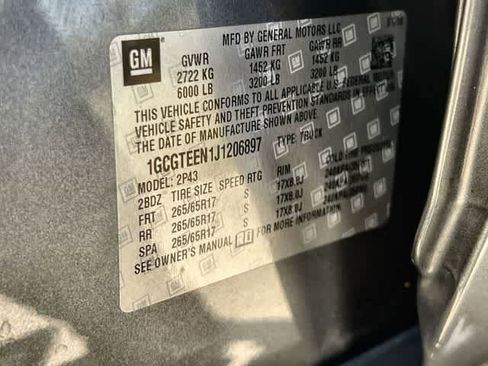 GM
MFD BY GENERAL MOTORS LLC
GVWR GAWR FRT GAWR RR
2722 KG 1452 KG 1452 KG
6000 LB 3200 LB 3200 LB
THIS VEHICLE CONFORMS TO ALL APPLICABLE U.S. FEDERAL MOTOR
VEHICLE SAFETY AND THEFT PREVENTION STANDARDS IN EFFECT ON
THE DATE OF MANUFACTURE SHOWN ABOVE.
1GCGTEEN1J1206897 TYPE: TRUCK
MODEL: 2P43
2BDZ TIRE SIZE SPEED RTG RIM COLD TIRE PRESSURE
FRT 265/65R17 S 17X8.0J
RR 265/65R17 S 17X8.0J
SPA 265/65R17 S 17X8.0J
SEE OWNER'S MANUAL FOR MORE INFORMATION